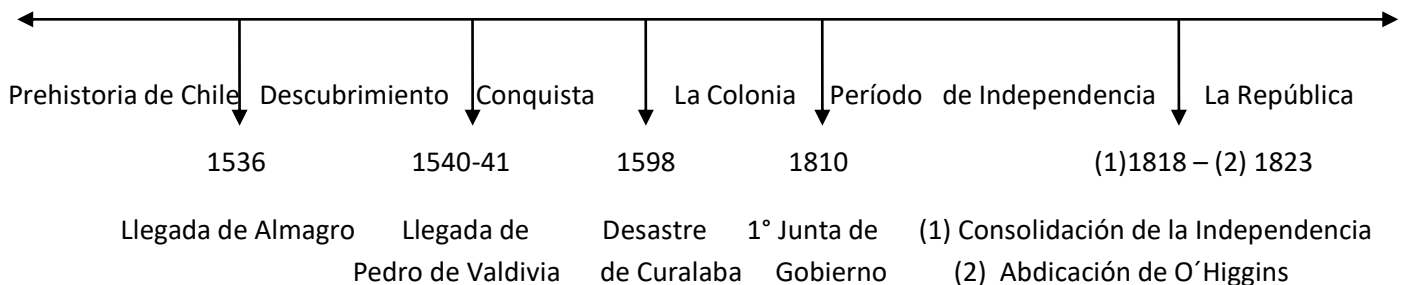 Prehistoria de Chile Descubrimiento Conquista La Colonia Período de Independencia La República
1536 1540-41 1598 1810 (1)1818 – (2) 1823
Llegada de Almagro Llegada de Desastre 1° Junta de (1) Consolidación de la Independencia
Pedro de Valdivia de Curalaba Gobierno (2) Abdicación de O´Higgins